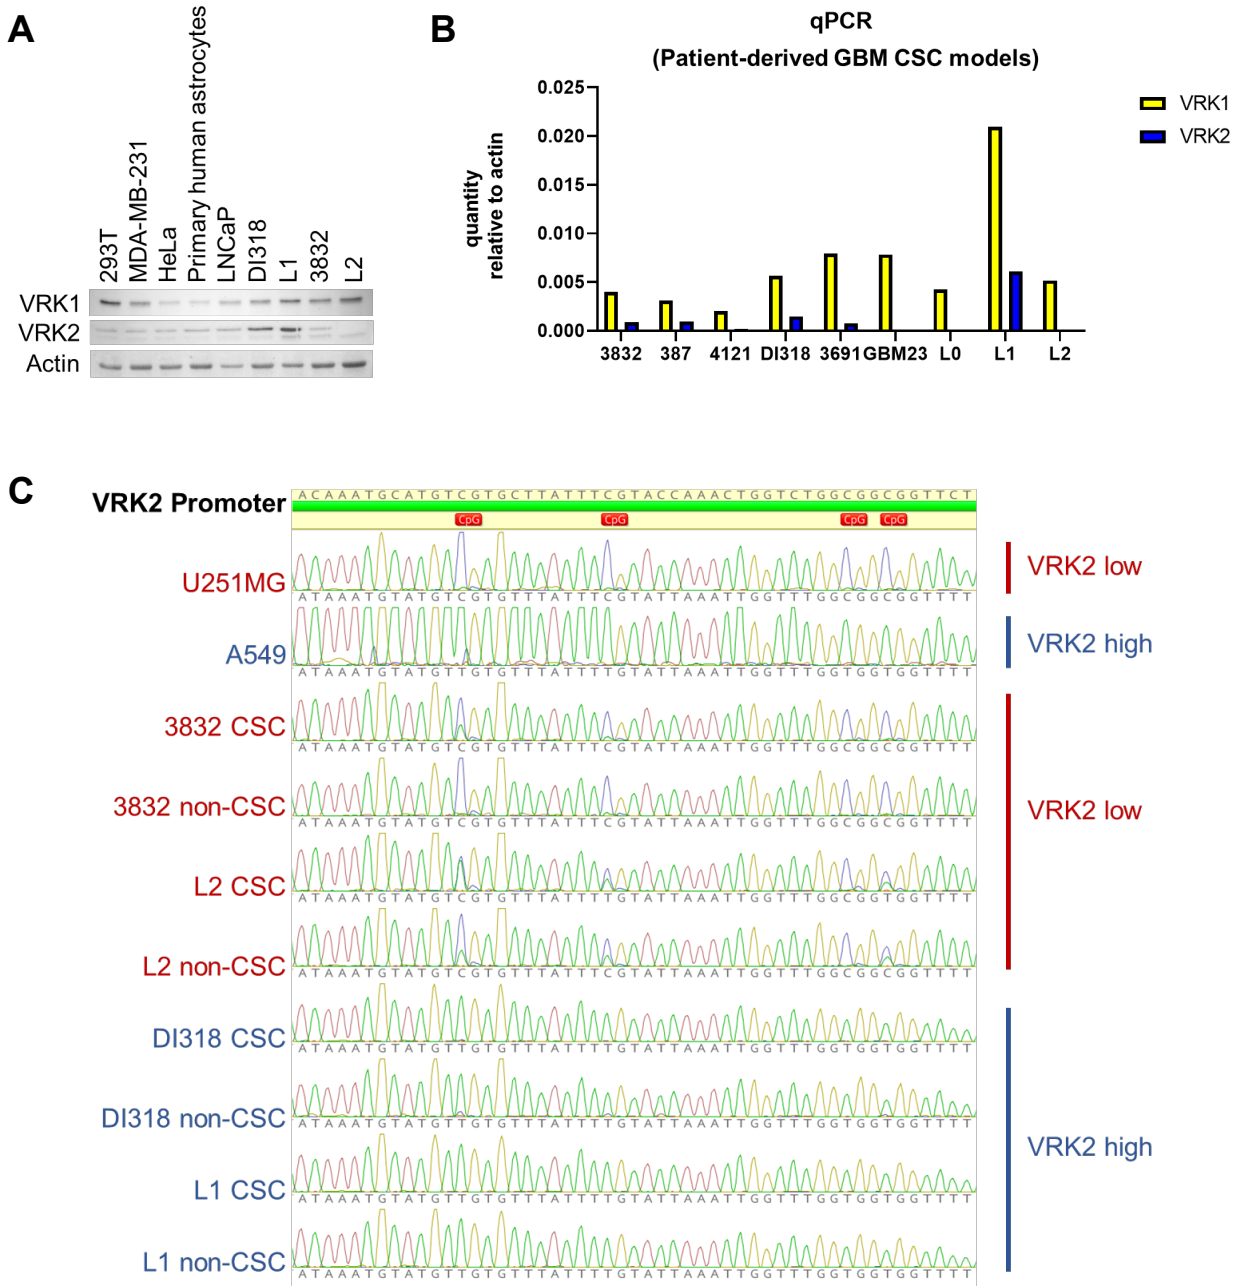 A
293T
MDA-MB-231
HeLa
Primary human astrocytes
LNCaP
DI318
L1
3832
L2
VRK1
VRK2
Actin
B
qPCR
(Patient-derived GBM CSC models)
quantity
relative to actin
0.025
0.020
0.015
0.010
0.005
0.000
3832 387 4121 DI318 3691 GBM23 L0 L1 L2
VRK1
VRK2
C
VRK2 Promoter
ACAAATGCATGTCGTGCTTATTTCGTACCAAACTGGTCTGGCGGCGGTTCT
CpG CpG CpG CpG
U251MG
ATAAATGTATGTCGTGTTTATTTCGTATTAAATTGGTTTGGCGGCGGTTTT
VRK2 low
A549
ATAAATGTATGTTGTGTTTATTTTGTATTAAATTGGTTTGGTGGTGGTTTT
VRK2 high
3832 CSC
ATAAATGTATGTCGTGTTTATTTCGTATTAAATTGGTTTGGCGGCGGTTTT
3832 non-CSC
ATAAATGTATGTCGTGTTTATTTCGTATTAAATTGGTTTGGCGGCGGTTTT
VRK2 low
L2 CSC
ATAAATGTATGTCGTGTTTATTTTGTATTAAATTGGTTTGGCGGTGGTTTT
L2 non-CSC
ATAAATGTATGTCGTGTTTATTTCGTATTAAATTGGTTTGGCGGCGGTTTT
DI318 CSC
ATAAATGTATGTTGTGTTTATTTTGTATTAAATTGGTTTGGTGGTGGTTTT
DI318 non-CSC
ATAAATGTATGTTGTGTTTATTTTGTATTAAATTGGTTTGGTGGTGGTTTT
VRK2 high
L1 CSC
ATAAATGTATGTTGTGTTTATTTTGTATTAAATTGGTTTGGTGGTGGTTTT
L1 non-CSC
ATAAATGTATGTTGTGTTTATTTTGTATTAAATTGGTTTGGTGGTGGTTTT